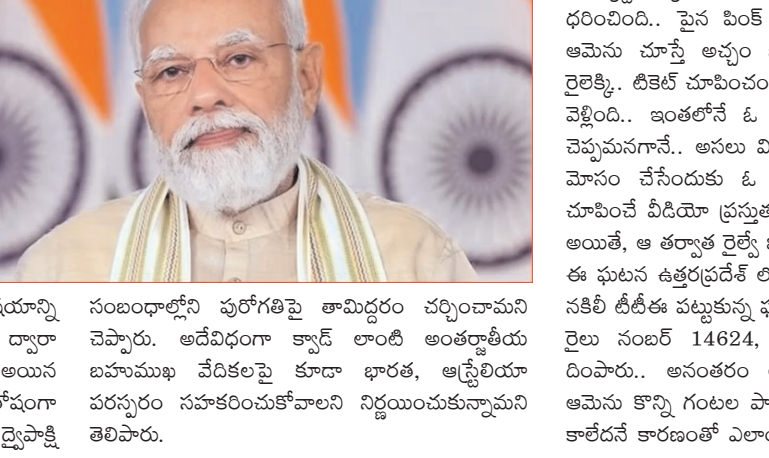 షయాన్ని
ద్వారా
అయిన
ోషంగా
ద్వైపాక్షి
సంబంధాల్లోని పురోగతిపై తామిద్దరం చర్చించామని
చెప్పారు. అదేవిధంగా క్వాడ్ లాంటి అంతర్జాతీయ
బహుముఖ వేదికలపై కూడా భారత, ఆస్ట్రేలియా
పరస్పరం సహకరించుకోవాలని నిర్ణయించుకున్నామని
తెలిపారు.
ధరించింది.. పైన పింక్
ఆమెను చూస్తే అచ్చం
రైలెక్కి.. టికెట్ చూపించం
వెళ్లింది.. ఇంతలోనే ఓ
చెప్పమనగానే.. అసలు వి
మోసం చేసేందుకు ఓ
చూపించే వీడియో ప్రస్తుత
అయితే, ఆ తర్వాత రైల్వే
ఈ ఘటన ఉత్తరప్రదేశ్ లో
నకిలీ టీటీఈ పట్టుకున్న ఘ
రైలు నంబర్ 14624,
దింపారు.. అనంతరం
ఆమెను కొన్ని గంటల పా
కాలేదనే కారణంతో ఎలాం